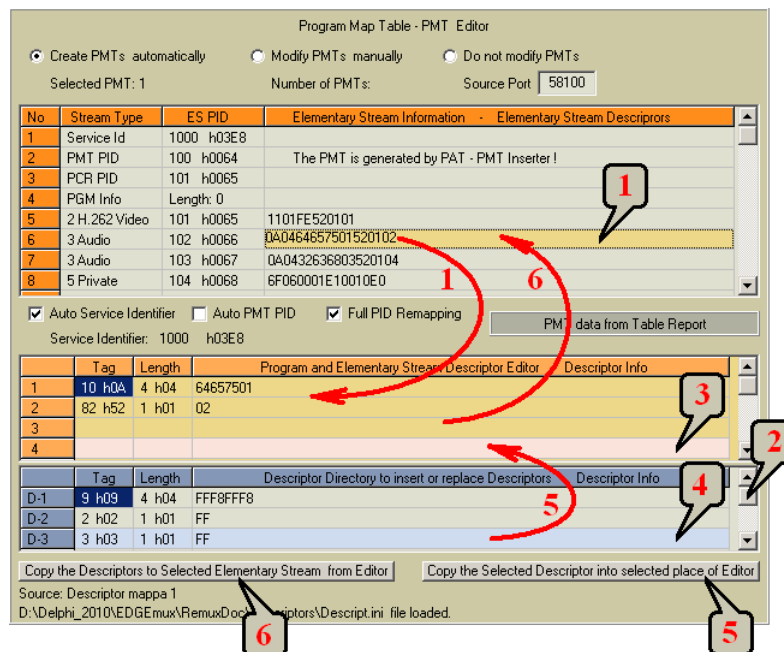 Program Map Table - PMT Editor
Create PMTs automatically Modify PMTs manually Do not modify PMTs
Selected PMT: 1 Number of PMTs: Source Port 58100
No Stream Type ES PID Elementary Stream Information - Elementary Stream Descriprors
1 Service Id 1000 h03E8
2 PMT PID 100 h0064 The PMT is generated by PAT - PMT Inserter !
3 PCR PID 101 h0065
4 PGM Info Length: 0
5 2 H.262 Video 101 h0065 1101FE520101
6 3 Audio 102 h0066 0A0464657501520102
7 3 Audio 103 h0067 0A0432636803520104
8 5 Private 104 h0068 6F060001E10010E0
1
1
6
Auto Service Identifier Auto PMT PID Full PID Remapping
PMT data from Table Report
Service Identifier: 1000 h03E8
Tag Length Program and Elementary Stream Descriptor Editor Descriptor Info
1 10 h0A 4 h04 64657501
2 82 h52 1 h01 02
3
4
3
2
Tag Length Descriptor Directory to insert or replace Descriptors Descriptor Info
D-1 9 h09 4 h04 FFF8FFF8
D-2 2 h02 1 h01 FF
D-3 3 h03 1 h01 FF
4
5
Copy the Descriptors to Selected Elementary Stream from Editor Copy the Selected Descriptor into selected place of Editor
Source: Descriptor mappa 1
D:\Delphi_2010\EDGEmux\RemuxDoc\ riptors\Descript.ini file loaded.
6
5